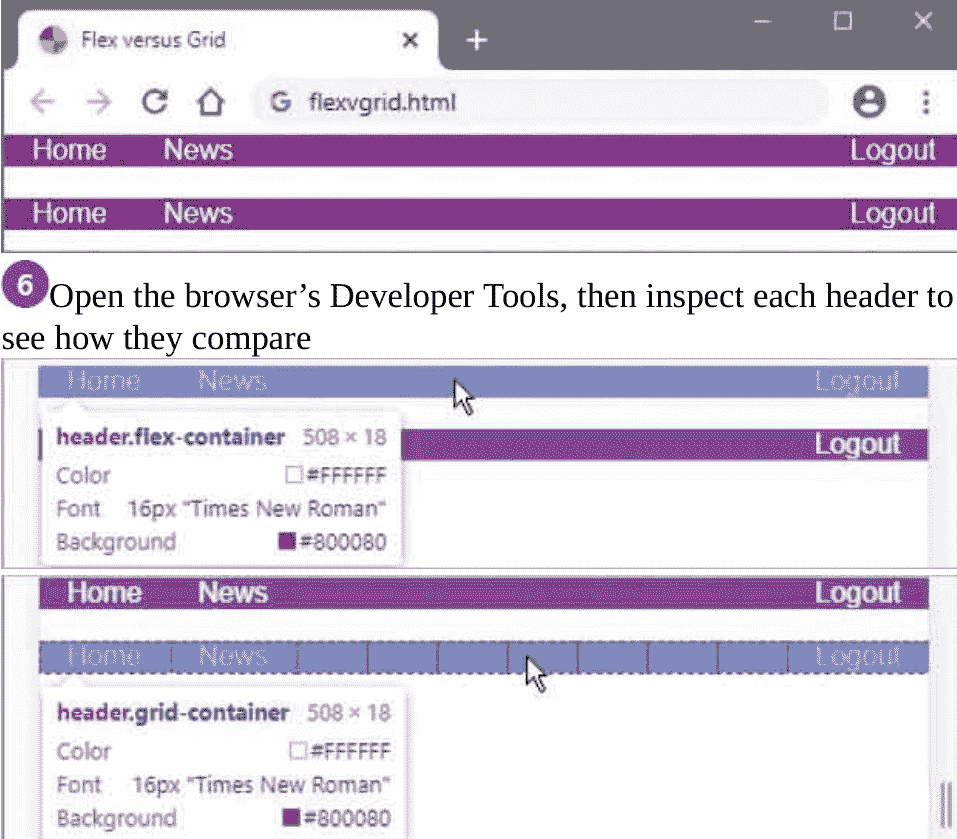 Flex versus Grid
flexvgrid.html
Home News Logout
Home News Logout
6 Open the browser’s Developer Tools, then inspect each header to
see how they compare
Home News Logout
header.flex-container 508 × 18
Logout
Color #FFFFFF
Font 16px "Times New Roman"
Background #800080
Home News Logout
Home News Logout
header.grid-container 508 × 18
Color #FFFFFF
Font 16px "Times New Roman"
Background #800080